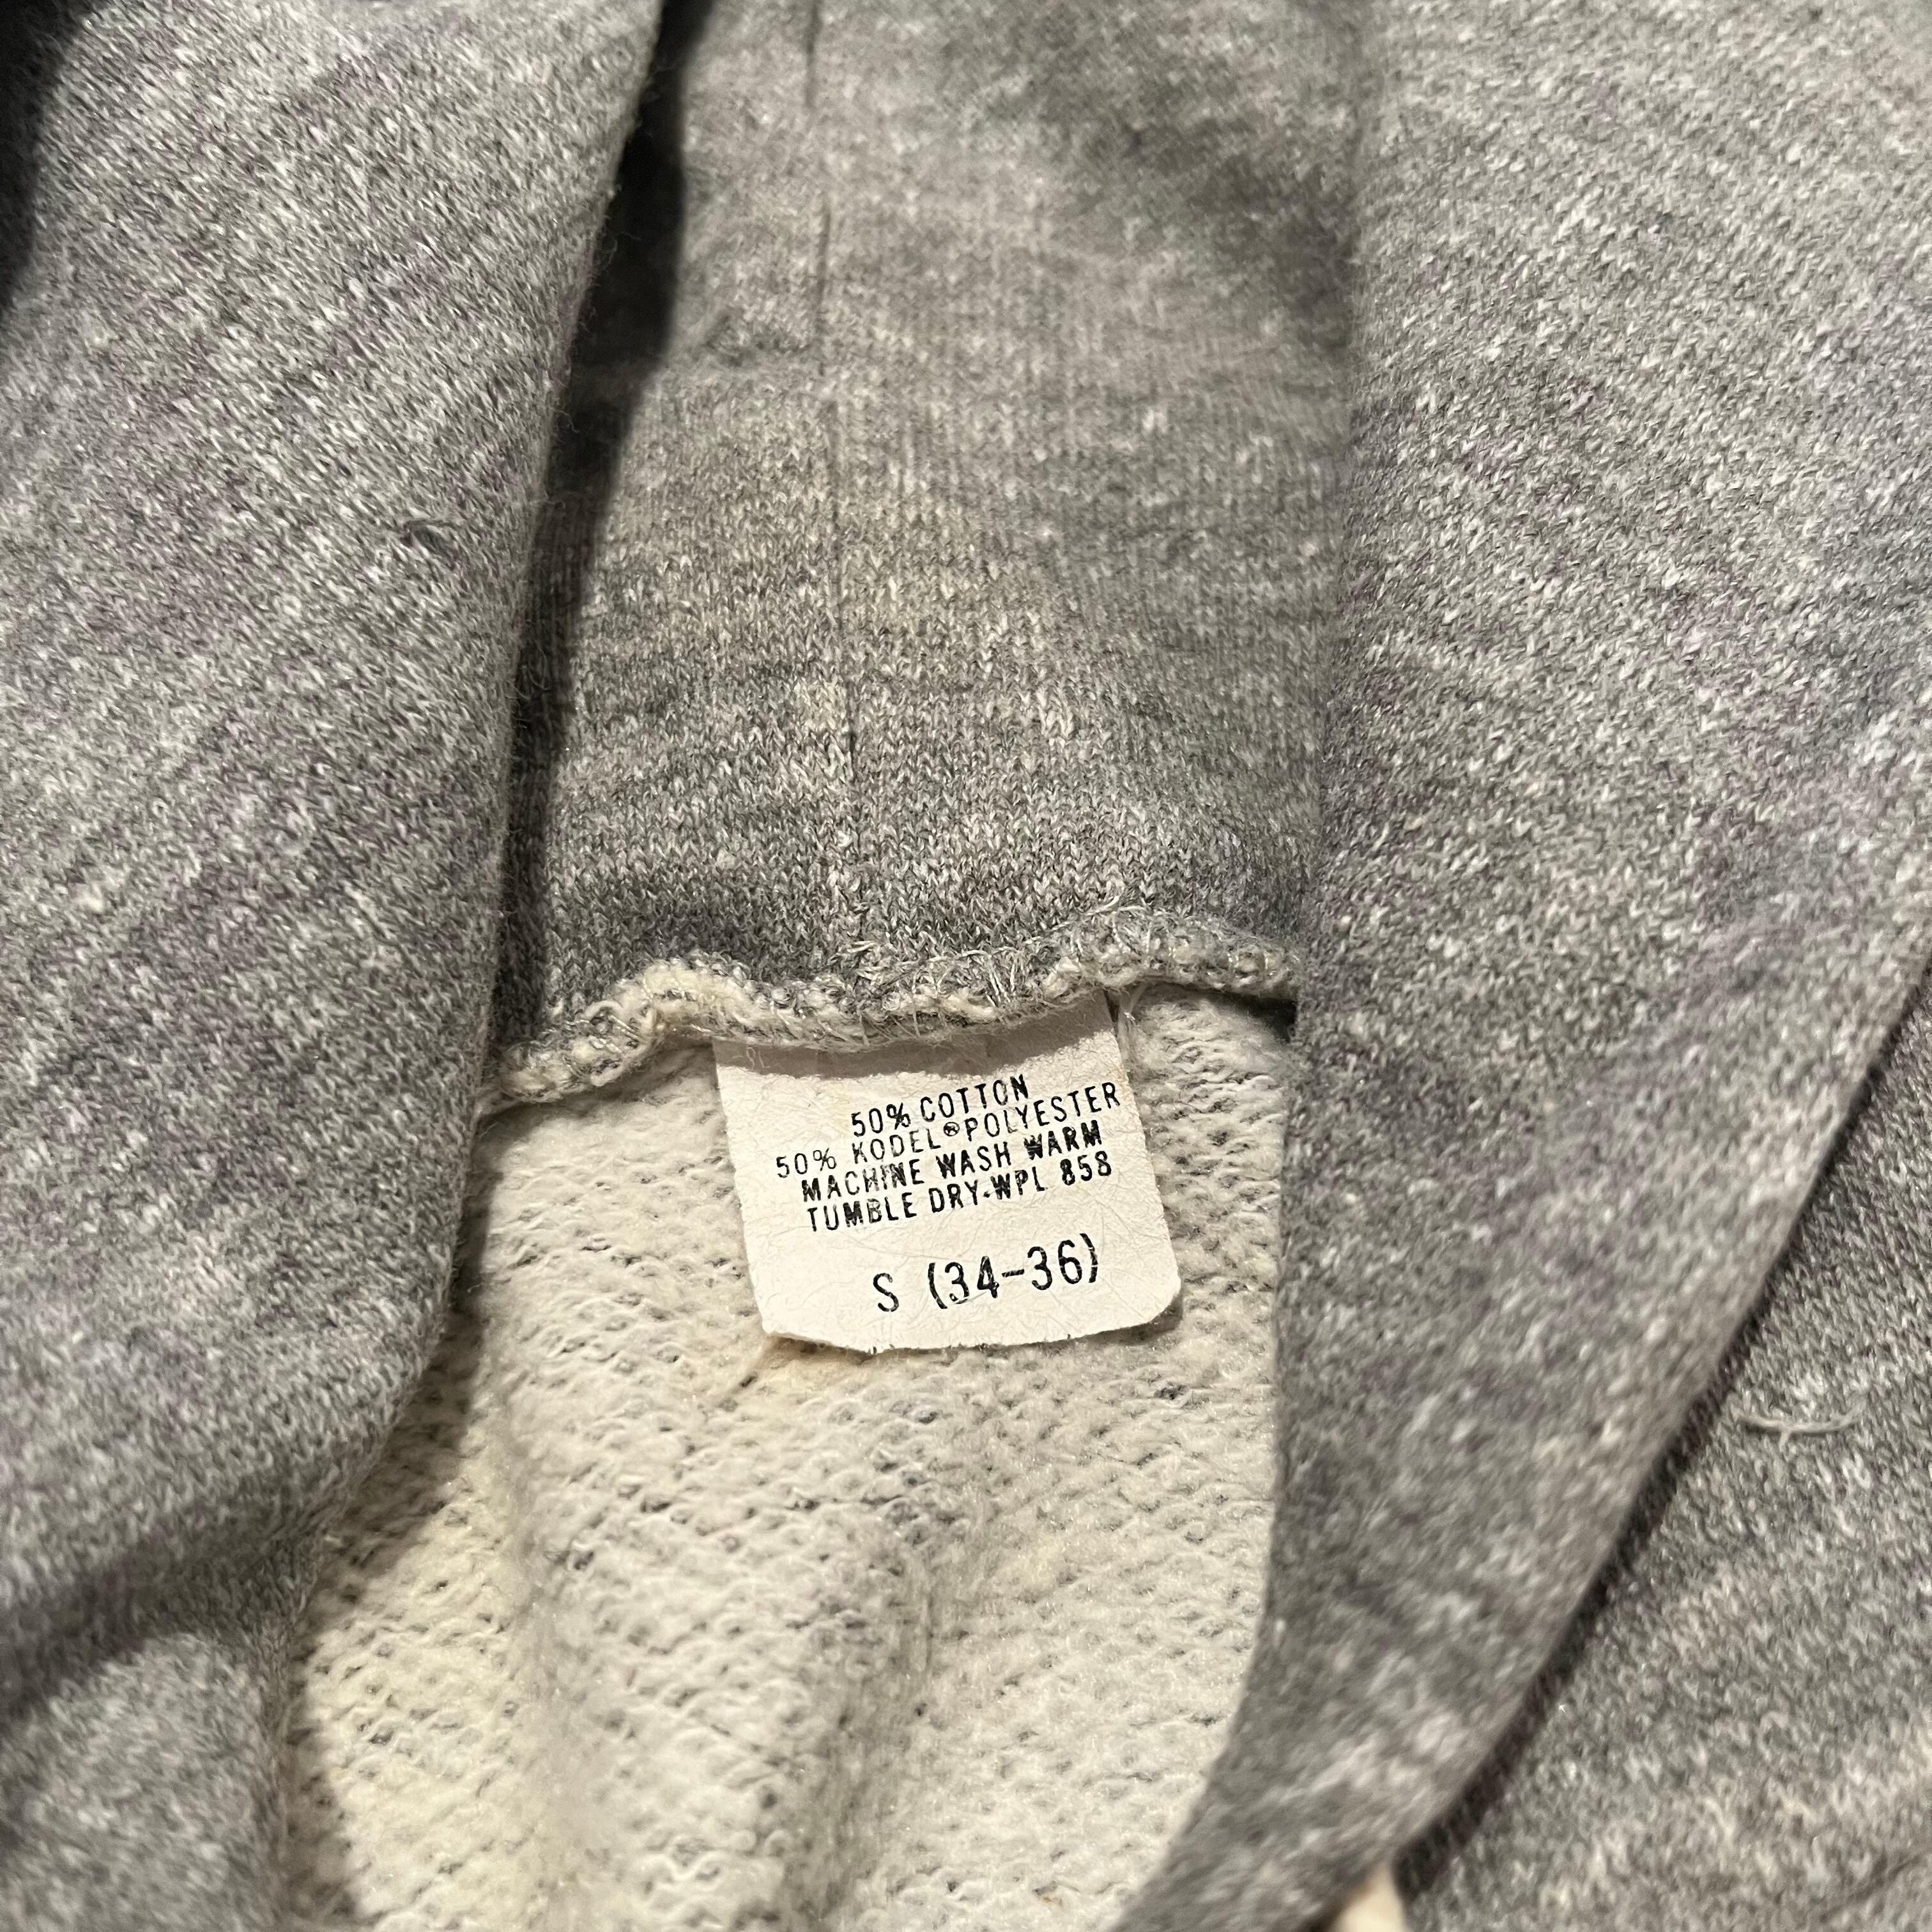 50% COTTON
50% KODEL® POLYESTER
MACHINE WASH WARM
TUMBLE DRY-WPL 858
S (34-36)